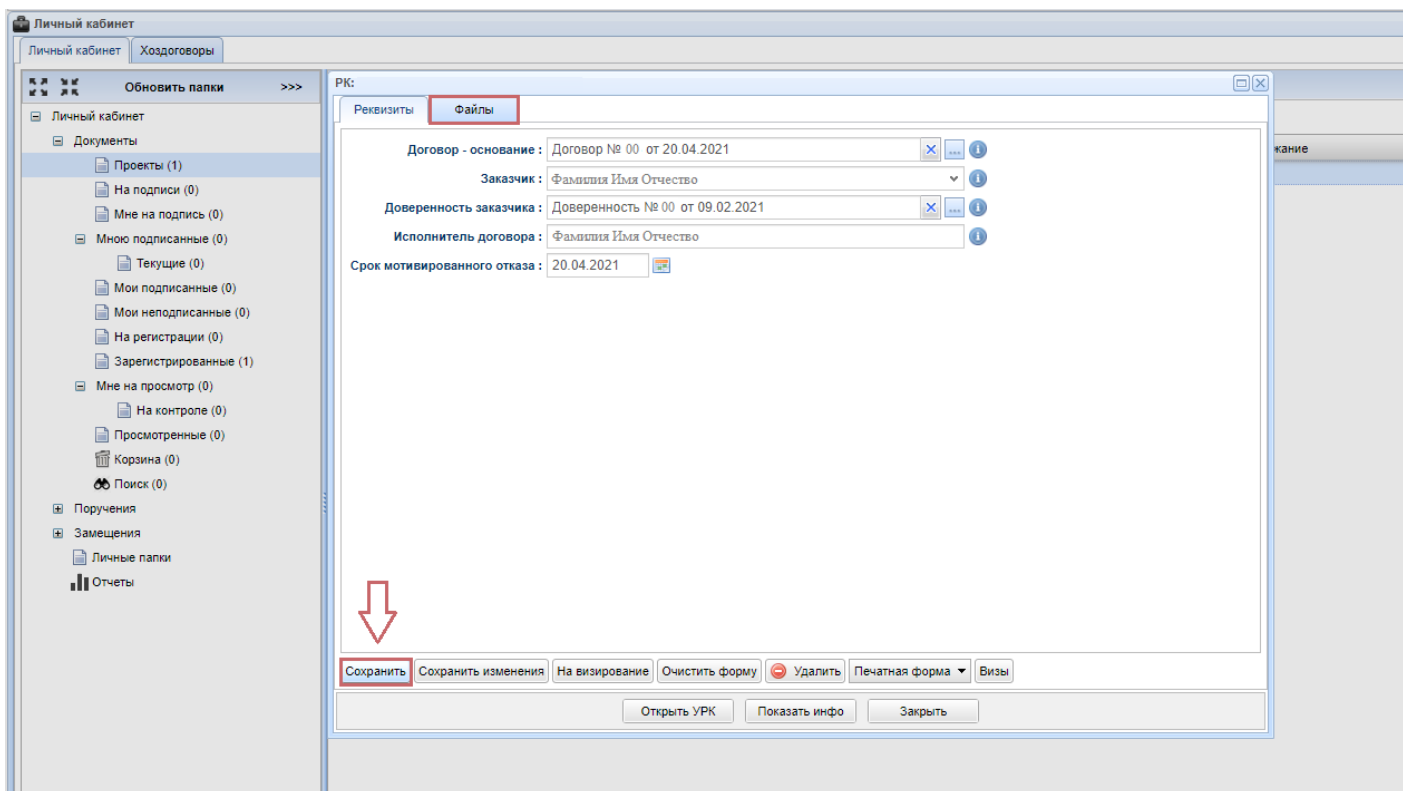 Личный кабинет
Личный кабинет Хоздоговоры
Обновить папки >>>
Личный кабинет
Документы
Проекты (1)
На подписи (0)
Мне на подпись (0)
Мною подписанные (0)
Текущие (0)
Мои подписанные (0)
Мои неподписанные (0)
На регистрации (0)
Зарегистрированные (1)
Мне на просмотр (0)
На контроле (0)
Просмотренные (0)
Корзина (0)
Поиск (0)
Поручения
Замещения
Личные папки
Отчеты
РК:
Реквизиты Файлы
Договор - основание : Договор № 00 от 20.04.2021
Заказчик : Фамилия Имя Отчество
Доверенность заказчика : Доверенность № 00 от 09.02.2021
Исполнитель договора : Фамилия Имя Отчество
Срок мотивированного отказа : 20.04.2021
Сохранить Сохранить изменения На визирование Очистить форму Удалить Печатная форма Визы
Открыть УРК Показать инфо Закрыть
жание